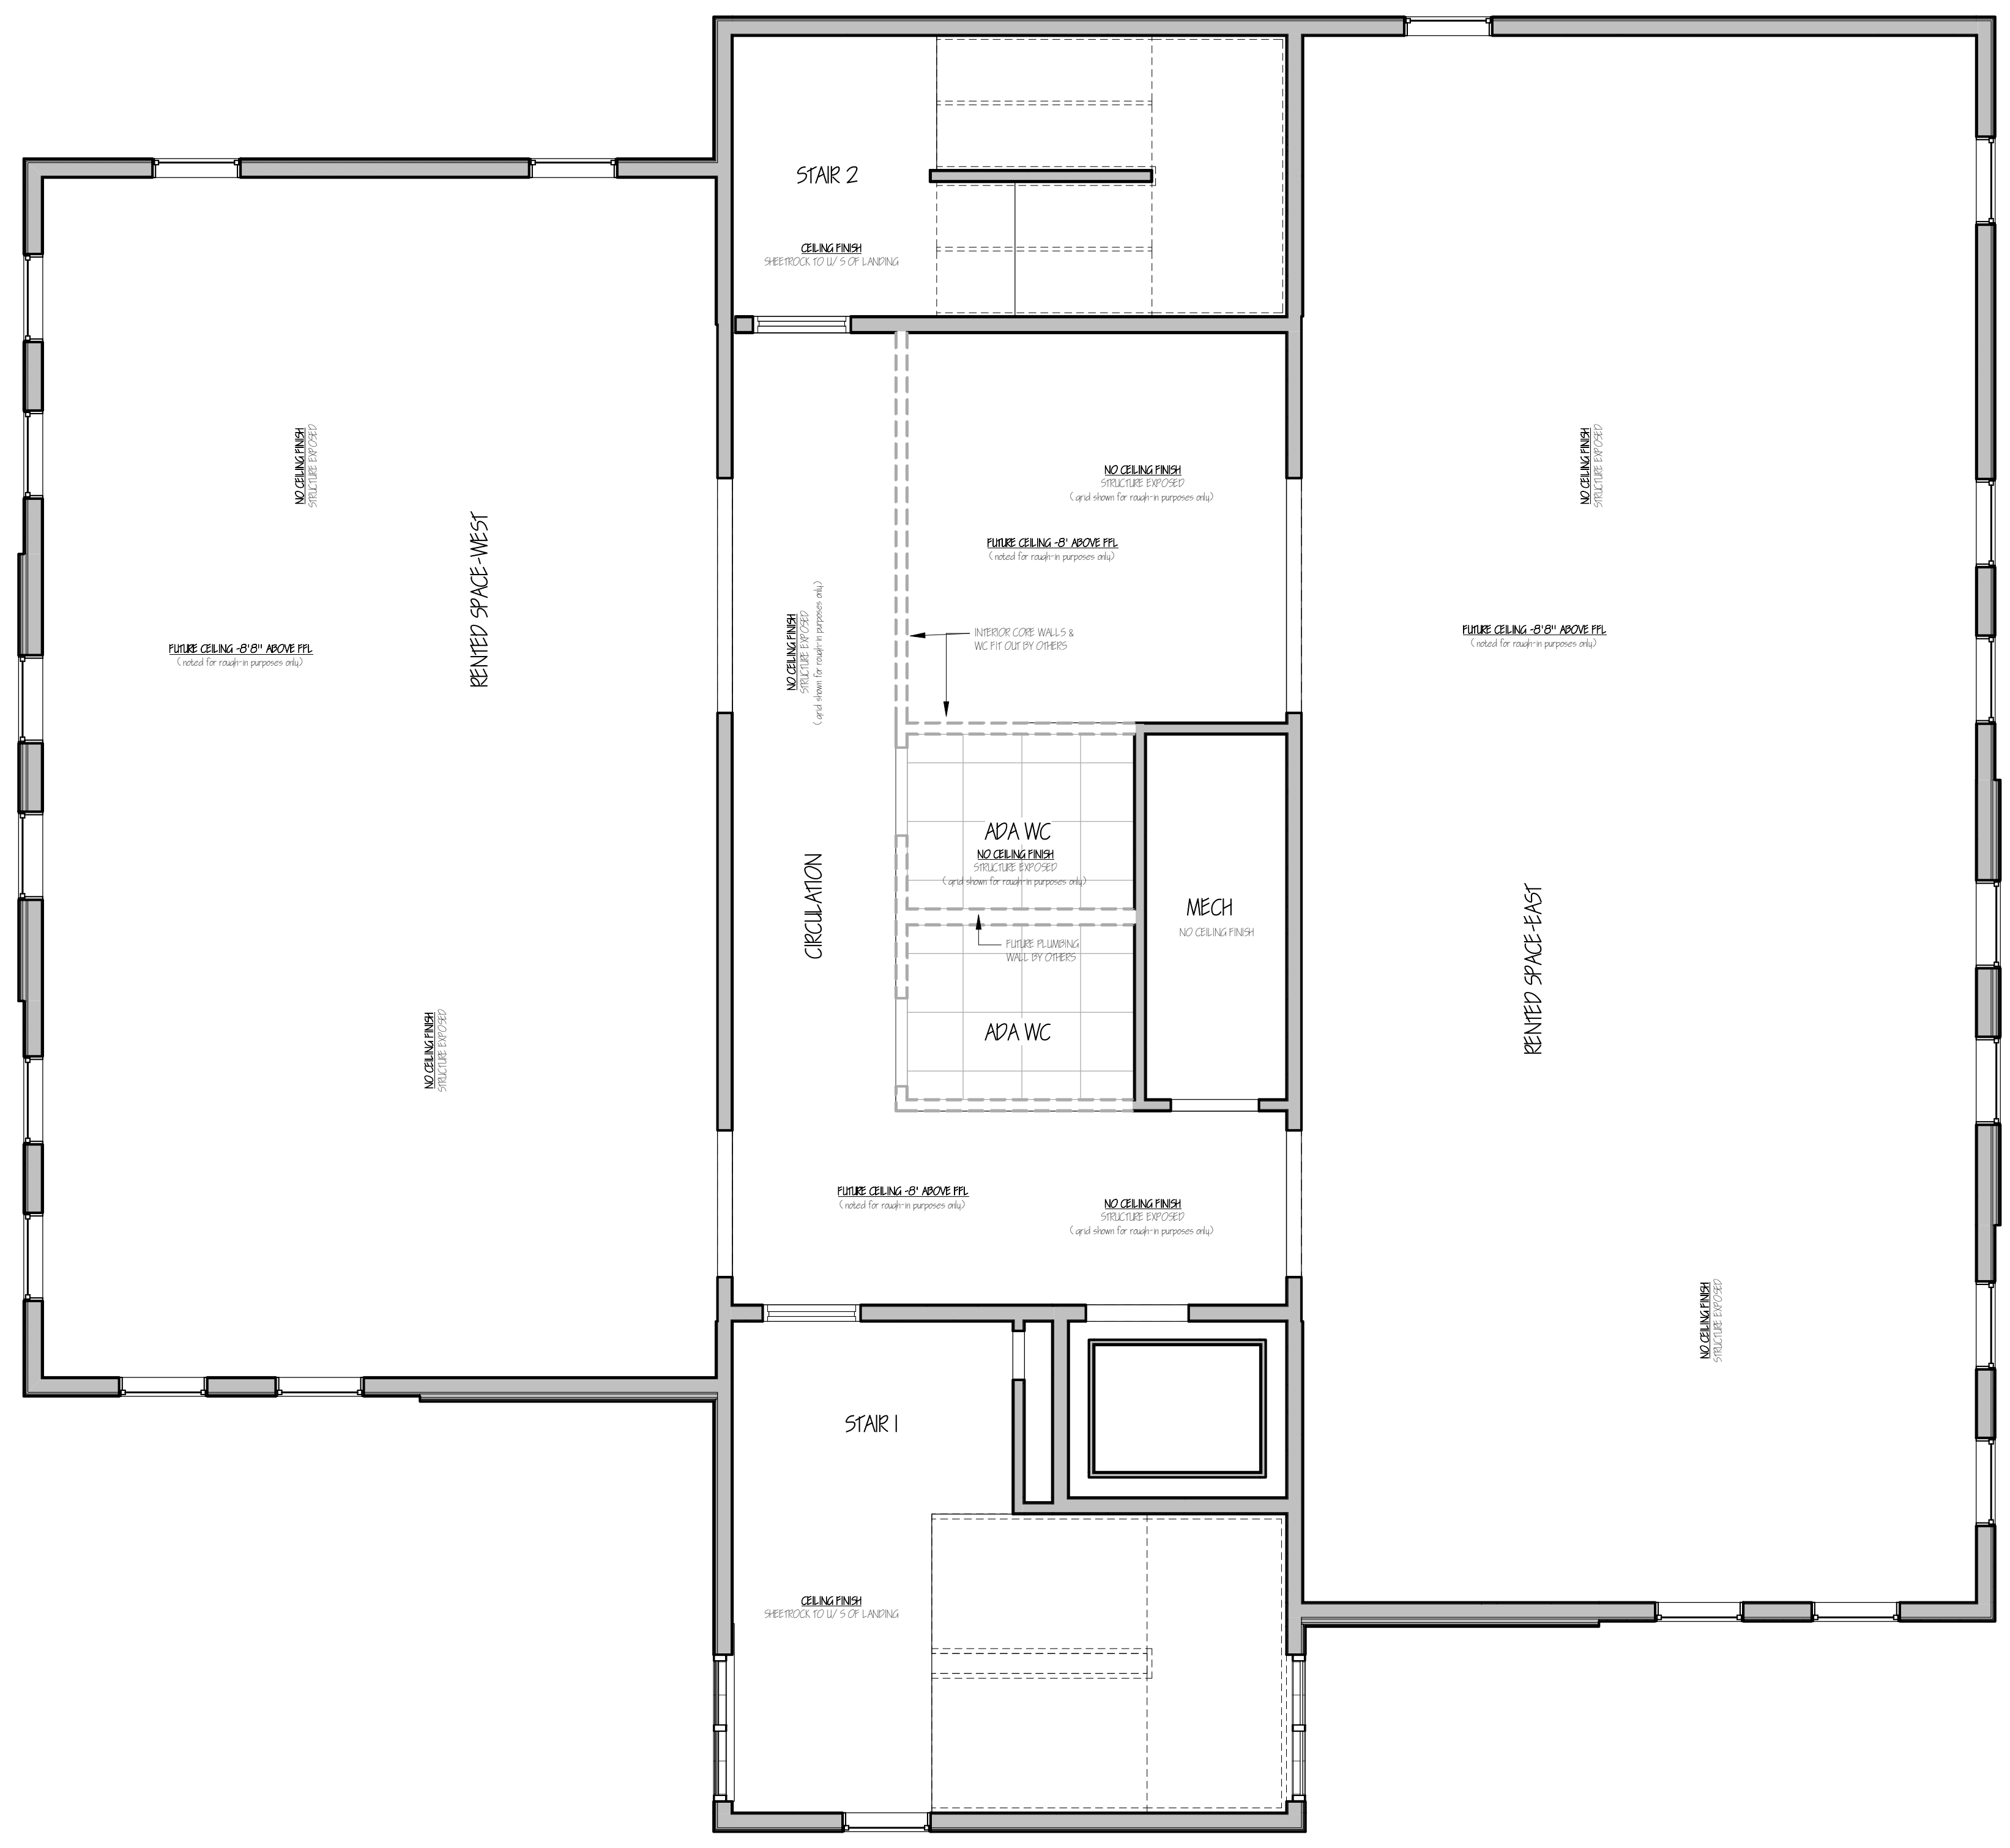 STAIR 2
CEILING FINISH
SHEETROCK TO U/ S OF LANDING
NO CEILING FINISH
STRUCTURE EXPOSED
RENTED SPACE-WEST
FUTURE CEILING -8'8" ABOVE FFL
( noted for rough-in purposes only)
NO CEILING FINISH
STRUCTURE EXPOSED
NO CEILING FINISH
STRUCTURE EXPOSED
( grid shown for rough-in purposes only)
CIRCULATION
NO CEILING FINISH
STRUCTURE EXPOSED
( grid shown for rough-in purposes only)
FUTURE CEILING -8' ABOVE FFL
( noted for rough-in purposes only)
INTERIOR CORE WALLS &
WC FIT OUT BY OTHERS
ADA WC
NO CEILING FINISH
STRUCTURE EXPOSED
( grid shown for rough-in purposes only)
FUTURE PLUMBING
WALL BY OTHERS
ADA WC
MECH
NO CEILING FINISH
FUTURE CEILING -8' ABOVE FFL
( noted for rough-in purposes only)
NO CEILING FINISH
STRUCTURE EXPOSED
( grid shown for rough-in purposes only)
STAIR 1
CEILING FINISH
SHEETROCK TO U/ S OF LANDING
NO CEILING FINISH
STRUCTURE EXPOSED
FUTURE CEILING -8'8" ABOVE FFL
( noted for rough-in purposes only)
RENTED SPACE-EAST
NO CEILING FINISH
STRUCTURE EXPOSED